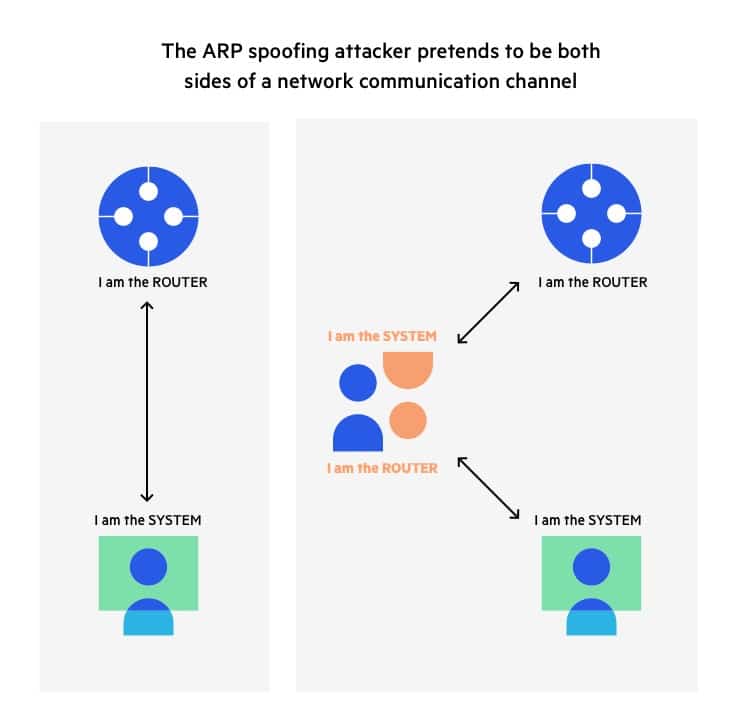 The ARP spoofing attacker pretends to be both
sides of a network communication channel
I am the ROUTER
I am the SYSTEM
I am the ROUTER
I am the SYSTEM
I am the ROUTER
I am the SYSTEM